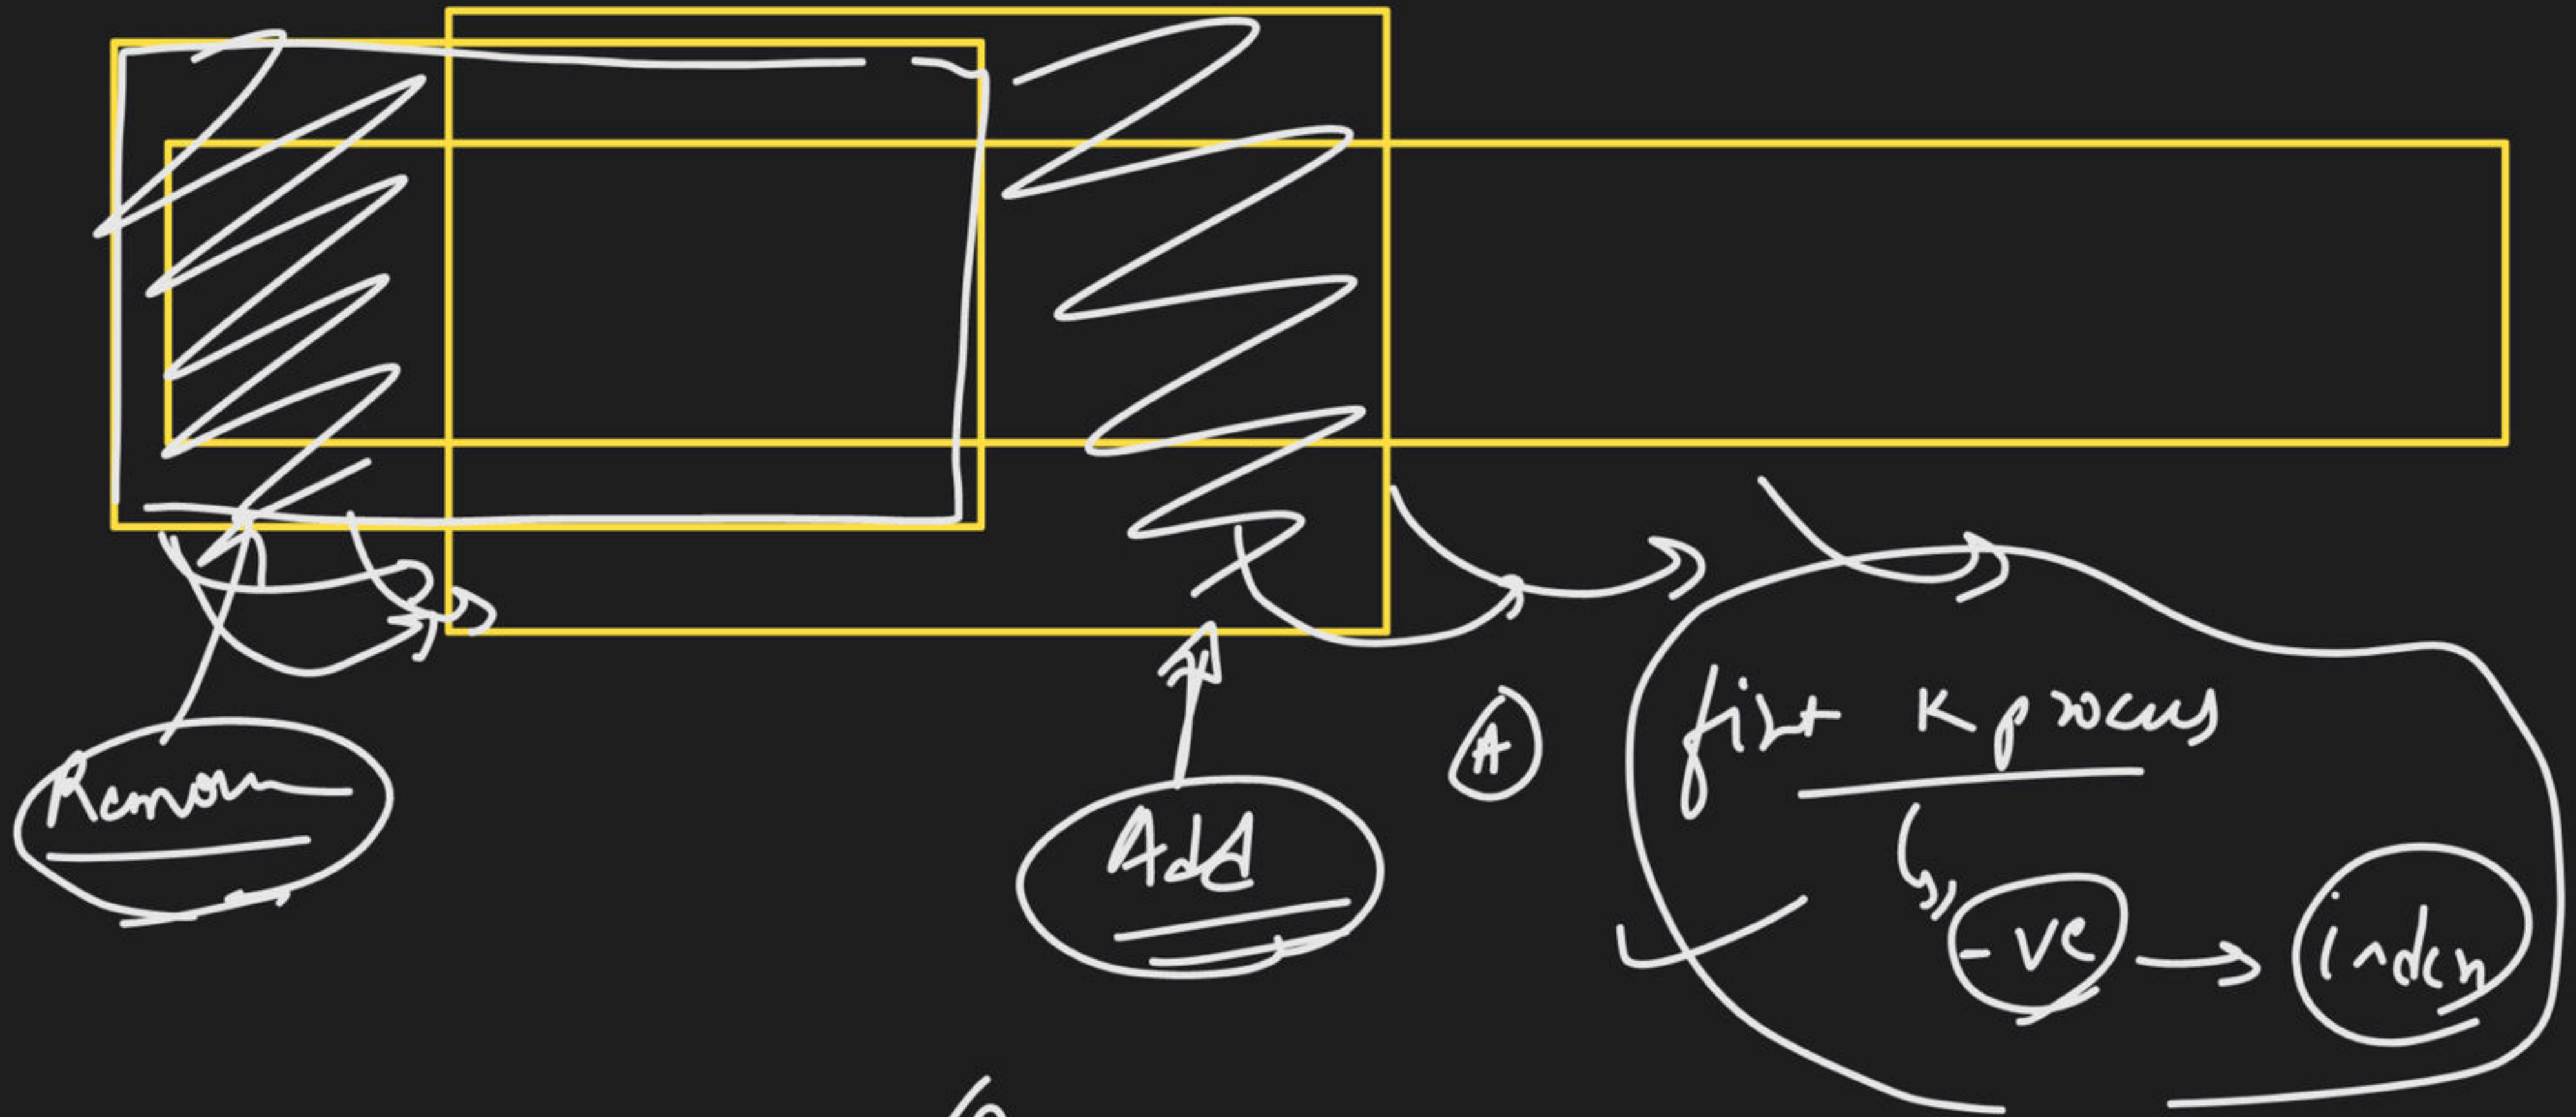 Remove
Add
A
first K process
-ve → index